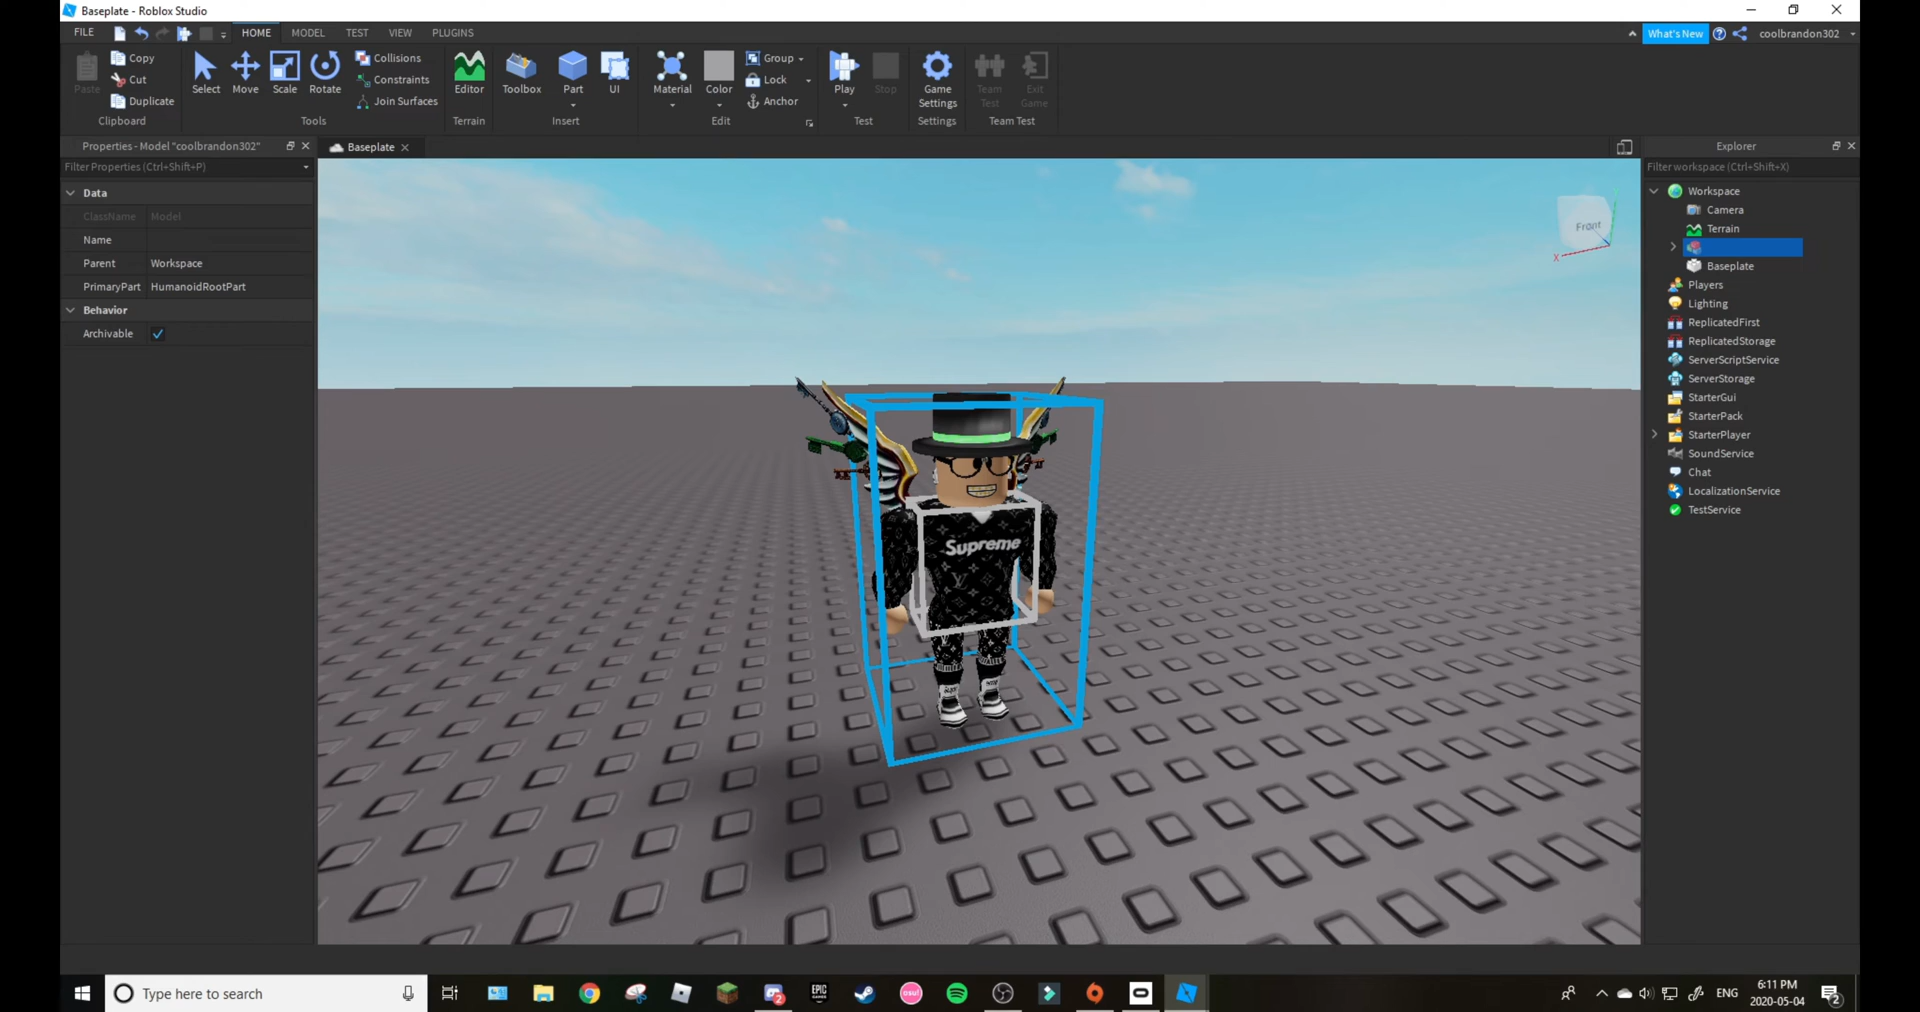 Baseplate - Roblox Studio
FILE HOME MODEL TEST VIEW PLUGINS
What's New coolbrandon302
Paste
Copy
Cut
Duplicate
Clipboard
Select Move Scale Rotate
Collisions
Constraints
Join Surfaces
Tools
Editor
Terrain
Toolbox Part UI
Insert
Material Color
Group
Lock
Anchor
Edit
Play Stop
Test
Game
Settings
Settings
Team
Test
Exit
Game
Team Test
Properties - Model "coolbrandon302"
Filter Properties (Ctrl+Shift+P)
Data
ClassName Model
Name
Parent Workspace
PrimaryPart HumanoidRootPart
Behavior
Archivable
Baseplate
Front
X
Supreme
Explorer
Filter workspace (Ctrl+Shift+X)
Workspace
Camera
Terrain
Baseplate
Players
Lighting
ReplicatedFirst
ReplicatedStorage
ServerScriptService
ServerStorage
StarterGui
StarterPack
StarterPlayer
SoundService
Chat
LocalizationService
TestService
Type here to search
2
EPIC
GAMES
osu!
ENG
6:11 PM
2020-05-04
2